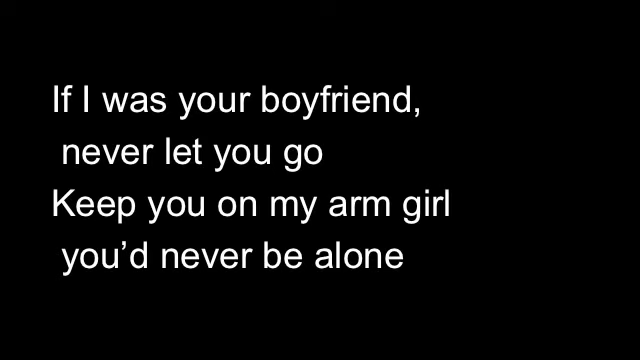 If I was your boyfriend,
never let you go
Keep you on my arm girl
you’d never be alone